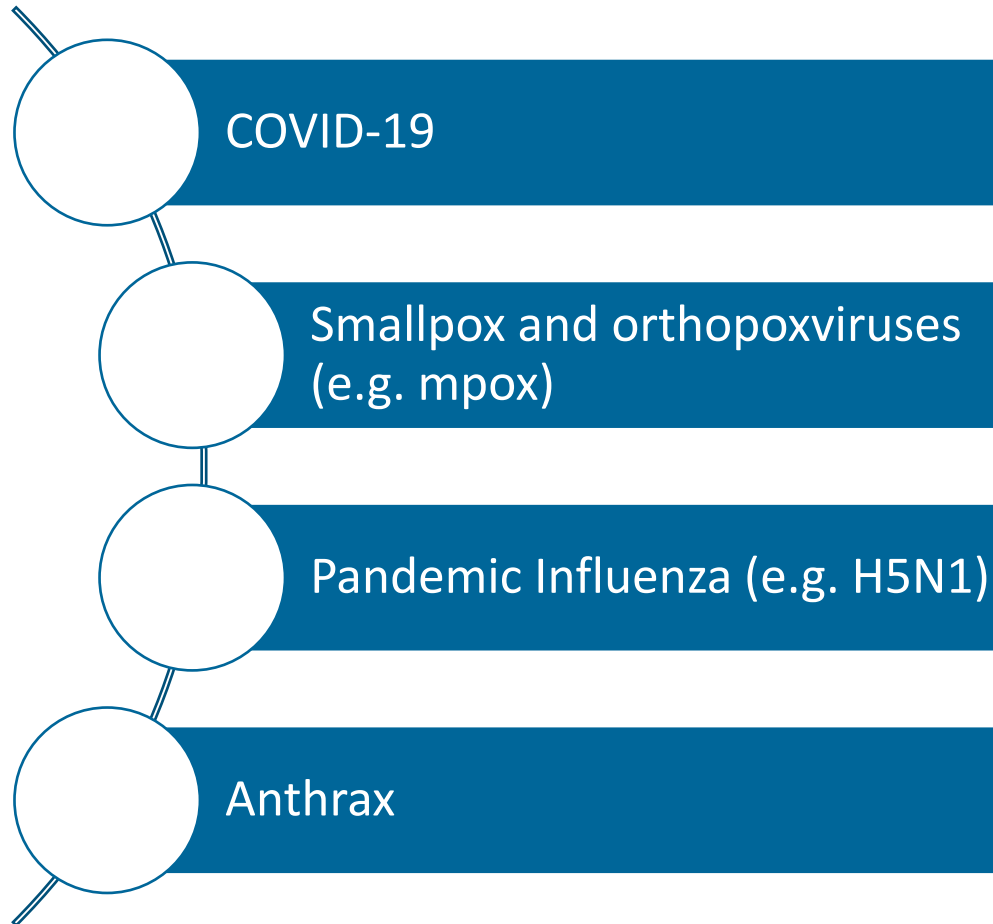 COVID-19
Smallpox and orthopoxviruses
(e.g. mpox)
Pandemic Influenza (e.g. H5N1)
Anthrax